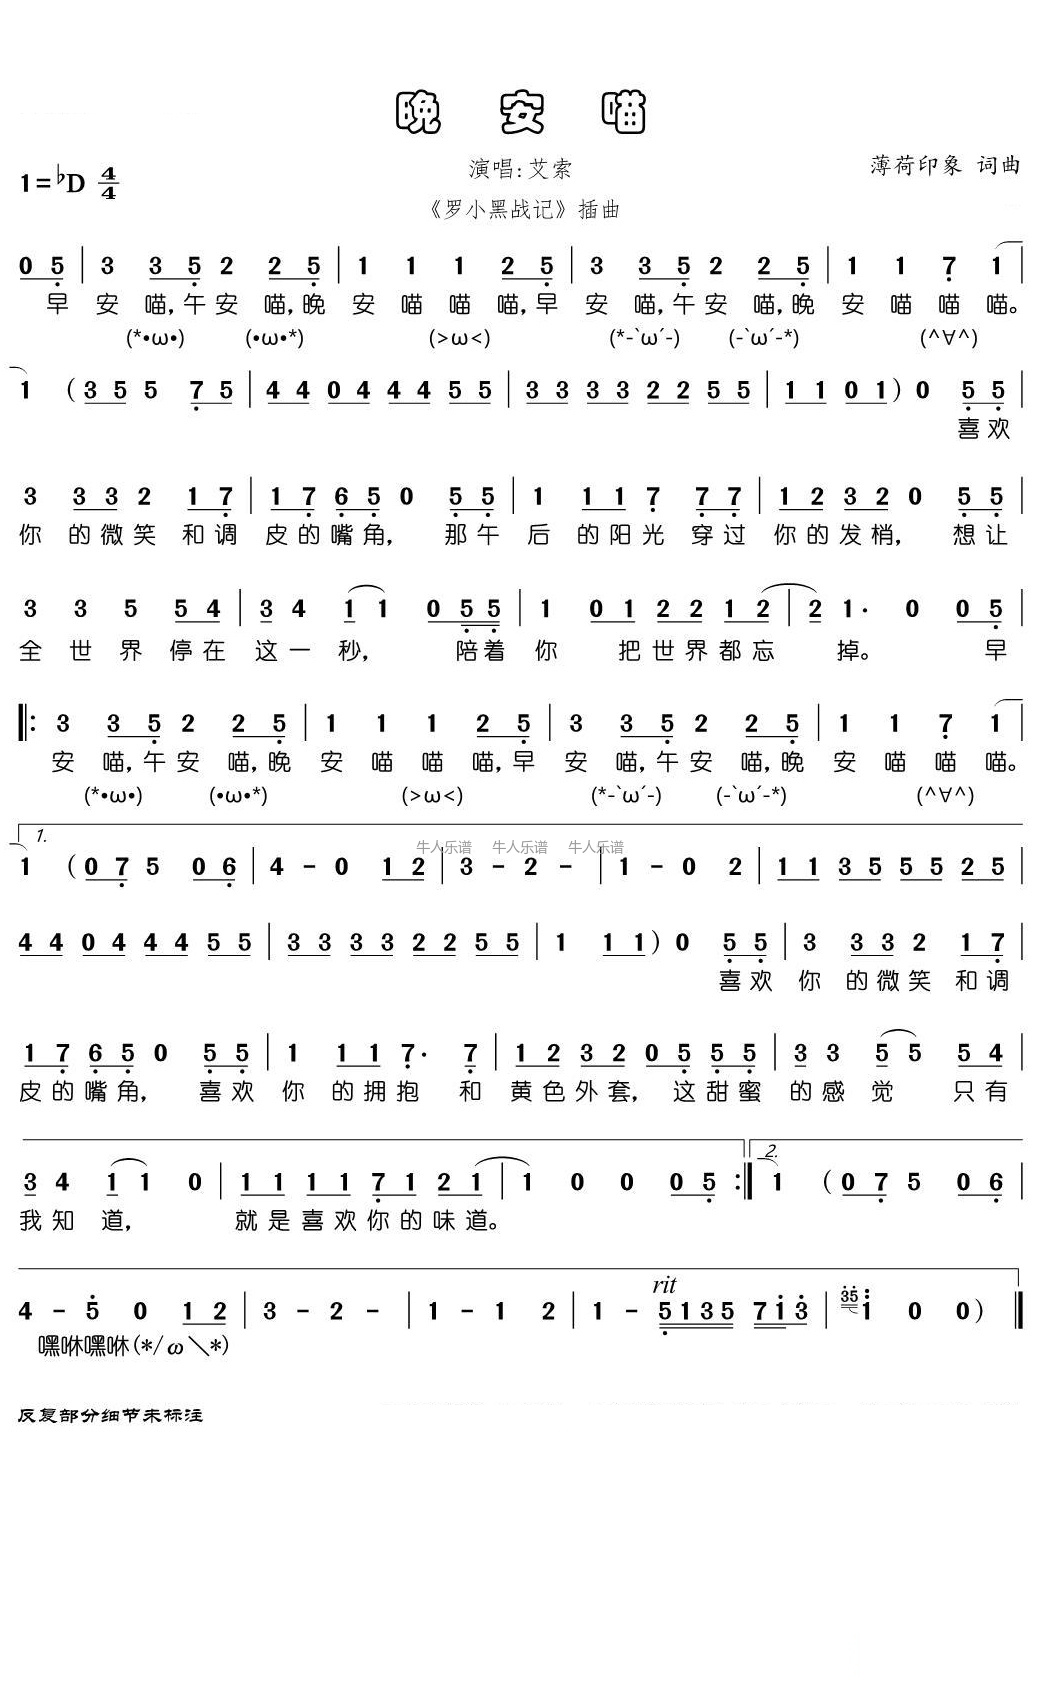 晚 安 喵
演唱:艾索
薄荷印象 词曲
1=♭D 4/4
《罗小黑战记》插曲
0 5 | 3 3 5 2 2 5 | 1 1 1 2 5 | 3 3 5 2 2 5 | 1 1 7 1 |
早 安 喵,午 安 喵,晚 安 喵 喵 喵,早 安 喵,午 安 喵,晚 安 喵 喵 喵。
(*•ω•) (•ω•*) (>ω<) (*-`ω´-) (-`ω´-*) (^∀^)
1 (3 5 5 7 5 | 4 4 0 4 4 4 5 5 | 3 3 3 3 2 2 5 5 | 1 1 0 1) 0 5 5 |
喜 欢
3 3 3 2 1 7 | 1 7 6 5 0 5 5 | 1 1 1 7 7 7 | 1 2 3 2 0 5 5 |
你 的 微 笑 和 调 皮 的 嘴 角, 那 午 后 的 阳 光 穿 过 你 的 发 梢, 想 让
3 3 5 5 4 | 3 4 1 1 0 5 5 | 1 0 1 2 2 1 2 | 2 1· 0 0 5 |
全 世 界 停 在 这 一 秒, 陪 着 你 把 世 界 都 忘 掉。 早
‖: 3 3 5 2 2 5 | 1 1 1 2 5 | 3 3 5 2 2 5 | 1 1 7 1 |
安 喵,午 安 喵,晚 安 喵 喵 喵,早 安 喵,午 安 喵,晚 安 喵 喵 喵。
(*•ω•) (•ω•*) (>ω<) (*-`ω´-) (-`ω´-*) (^∀^)
1.
牛人乐谱 牛人乐谱 牛人乐谱
1 (0 7 5 0 6 | 4 - 0 1 2 | 3 - 2 - | 1 - 0 2 | 1 1 3 5 5 5 2 5 |
4 4 0 4 4 4 5 5 | 3 3 3 3 2 2 5 5 | 1 1 1) 0 5 5 | 3 3 3 2 1 7 |
喜 欢 你 的 微 笑 和 调
1 7 6 5 0 5 5 | 1 1 1 7· 7 | 1 2 3 2 0 5 5 5 | 3 3 5 5 5 4 |
皮 的 嘴 角, 喜 欢 你 的 拥 抱 和 黄 色 外 套, 这 甜 蜜 的 感 觉 只 有
2.
3 4 1 1 0 | 1 1 1 1 7 1 2 1 | 1 0 0 0 5 :‖ 1 (0 7 5 0 6 |
我 知 道, 就 是 喜 欢 你 的 味 道。
rit
4 - 5 0 1 2 | 3 - 2 - | 1 - 1 2 | 1 - 5 1 3 5 7 1 3 | 35 1 0 0) ‖
嘿咻嘿咻(*/ω＼*)
反复部分细节未标注